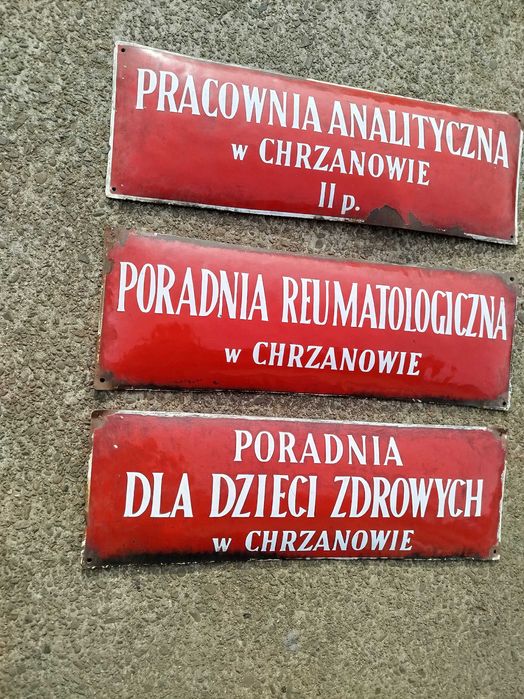 PRACOWNIA ANALITYCZNA
w CHRZANOWIE
II p.
PORADNIA REUMATOLOGICZNA
w CHRZANOWIE
PORADNIA
DLA DZIECI ZDROWYCH
w CHRZANOWIE